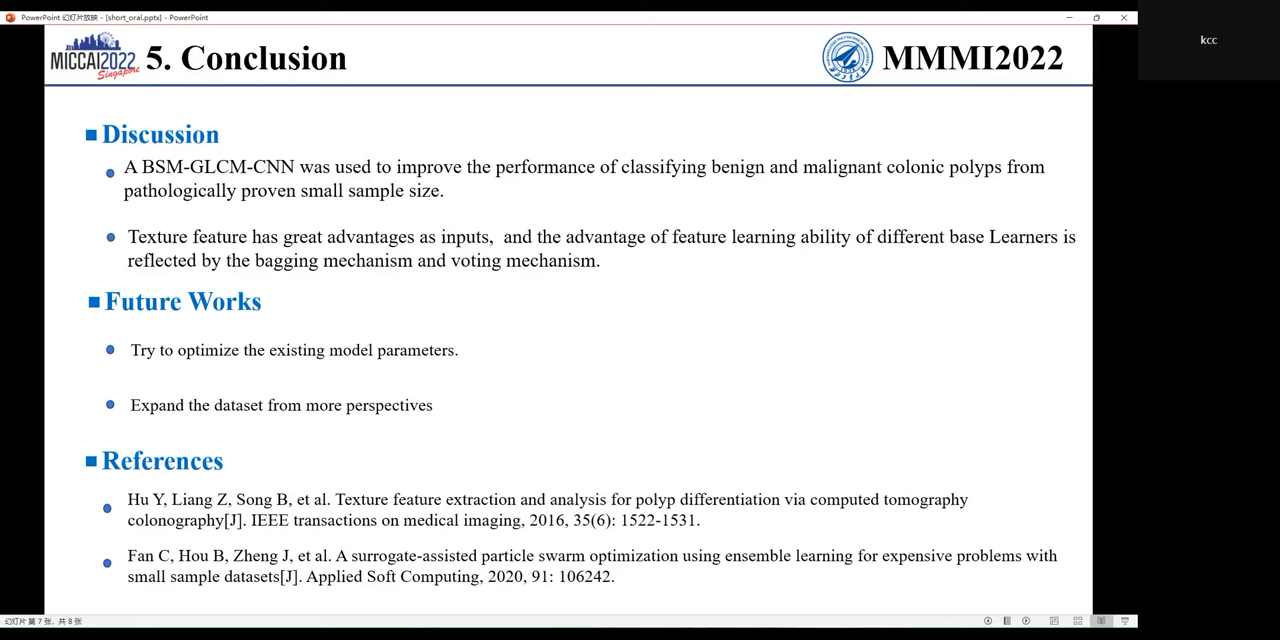 PowerPoint 幻灯片放映 - [short_oral.pptx] - PowerPoint
kcc
MICCAI2022
Singapore
5. Conclusion
MMMI2022
Discussion
A BSM-GLCM-CNN was used to improve the performance of classifying benign and malignant colonic polyps from
pathologically proven small sample size.
Texture feature has great advantages as inputs, and the advantage of feature learning ability of different base Learners is
reflected by the bagging mechanism and voting mechanism.
Future Works
Try to optimize the existing model parameters.
Expand the dataset from more perspectives
References
Hu Y, Liang Z, Song B, et al. Texture feature extraction and analysis for polyp differentiation via computed tomography
colonography[J]. IEEE transactions on medical imaging, 2016, 35(6): 1522-1531.
Fan C, Hou B, Zheng J, et al. A surrogate-assisted particle swarm optimization using ensemble learning for expensive problems with
small sample datasets[J]. Applied Soft Computing, 2020, 91: 106242.
幻灯片 第 7 张，共 8 张